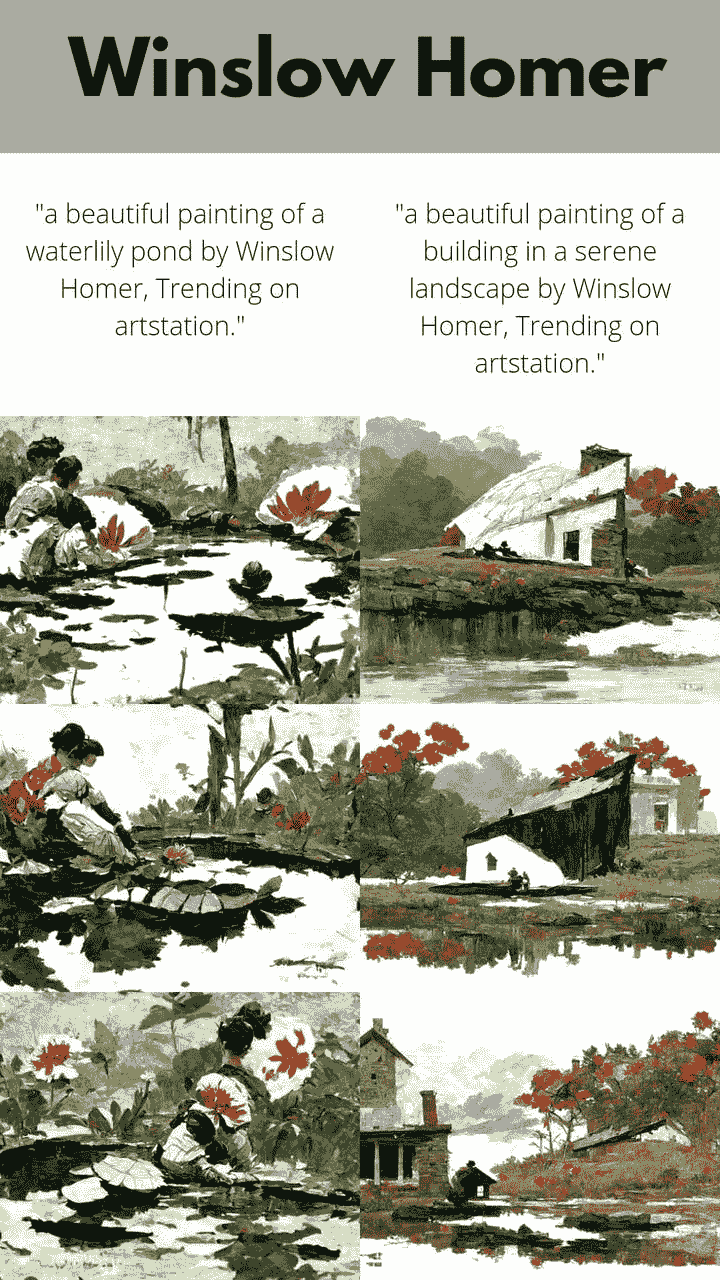 Winslow Homer
"a beautiful painting of a
waterlily pond by Winslow
Homer, Trending on
artstation."
"a beautiful painting of a
building in a serene
landscape by Winslow
Homer, Trending on
artstation."